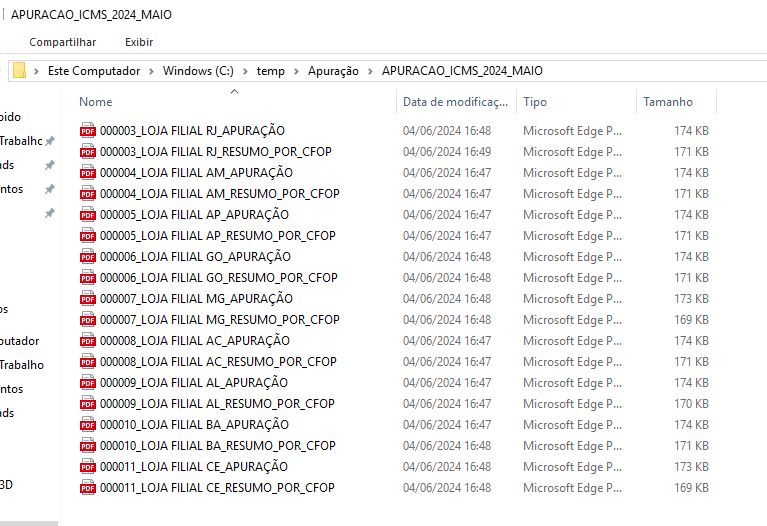 APURACAO_ICMS_2024_MAIO
Compartilhar Exibir
Este Computador > Windows (C:) > temp > Apuração > APURACAO_ICMS_2024_MAIO
Nome Data de modificaç... Tipo Tamanho
000003_LOJA FILIAL RJ_APURAÇÃO 04/06/2024 16:48 Microsoft Edge P... 174 KB
000003_LOJA FILIAL RJ_RESUMO_POR_CFOP 04/06/2024 16:49 Microsoft Edge P... 171 KB
000004_LOJA FILIAL AM_APURAÇÃO 04/06/2024 16:47 Microsoft Edge P... 174 KB
000004_LOJA FILIAL AM_RESUMO_POR_CFOP 04/06/2024 16:47 Microsoft Edge P... 171 KB
000005_LOJA FILIAL AP_APURAÇÃO 04/06/2024 16:47 Microsoft Edge P... 174 KB
000005_LOJA FILIAL AP_RESUMO_POR_CFOP 04/06/2024 16:47 Microsoft Edge P... 171 KB
000006_LOJA FILIAL GO_APURAÇÃO 04/06/2024 16:48 Microsoft Edge P... 174 KB
000006_LOJA FILIAL GO_RESUMO_POR_CFOP 04/06/2024 16:48 Microsoft Edge P... 171 KB
000007_LOJA FILIAL MG_APURAÇÃO 04/06/2024 16:48 Microsoft Edge P... 173 KB
000007_LOJA FILIAL MG_RESUMO_POR_CFOP 04/06/2024 16:48 Microsoft Edge P... 169 KB
000008_LOJA FILIAL AC_APURAÇÃO 04/06/2024 16:47 Microsoft Edge P... 174 KB
000008_LOJA FILIAL AC_RESUMO_POR_CFOP 04/06/2024 16:47 Microsoft Edge P... 171 KB
000009_LOJA FILIAL AL_APURAÇÃO 04/06/2024 16:47 Microsoft Edge P... 174 KB
000009_LOJA FILIAL AL_RESUMO_POR_CFOP 04/06/2024 16:47 Microsoft Edge P... 170 KB
000010_LOJA FILIAL BA_APURAÇÃO 04/06/2024 16:47 Microsoft Edge P... 174 KB
000010_LOJA FILIAL BA_RESUMO_POR_CFOP 04/06/2024 16:48 Microsoft Edge P... 171 KB
000011_LOJA FILIAL CE_APURAÇÃO 04/06/2024 16:48 Microsoft Edge P... 173 KB
000011_LOJA FILIAL CE_RESUMO_POR_CFOP 04/06/2024 16:48 Microsoft Edge P... 169 KB
pido
Trabalho
nds
entos
os
putador
Trabalho
ntos
ds
3D